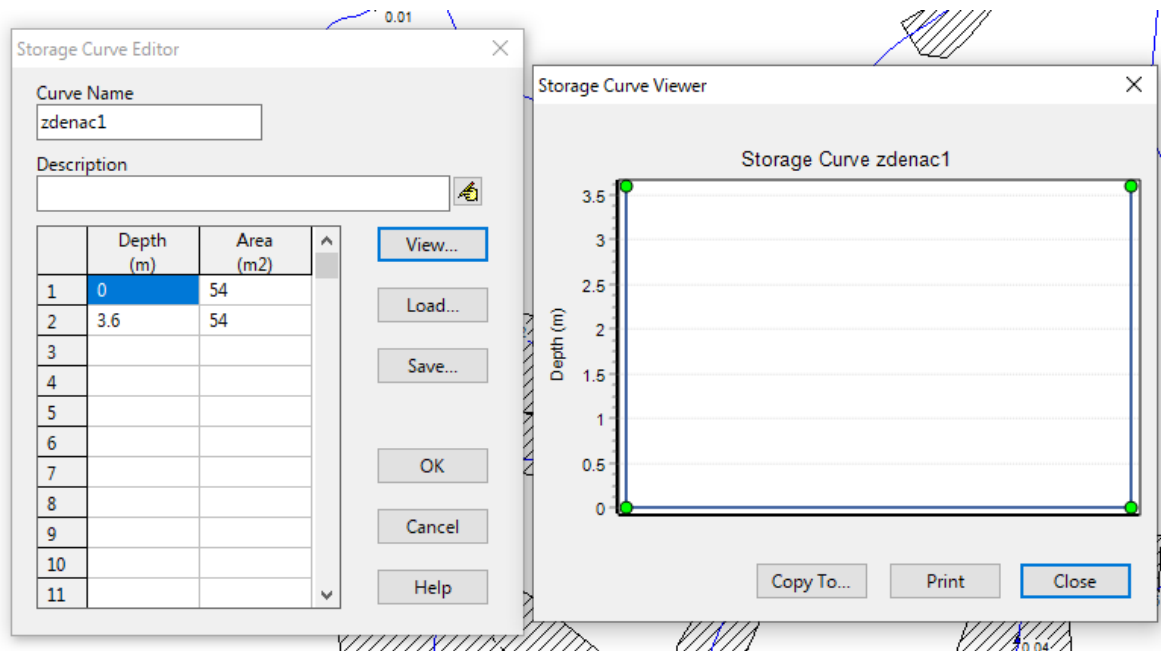 0.01
Storage Curve Editor
Curve Name
zdenac1
Description
Depth (m) Area (m2)
1 0 54
2 3.6 54
3
4
5
6
7
8
9
10
11
View...
Load...
Save...
OK
Cancel
Help
Storage Curve Viewer
Storage Curve zdenac1
Depth (m)
3.5
3
2.5
2
1.5
1
0.5
0
Copy To...
Print
Close
0.04